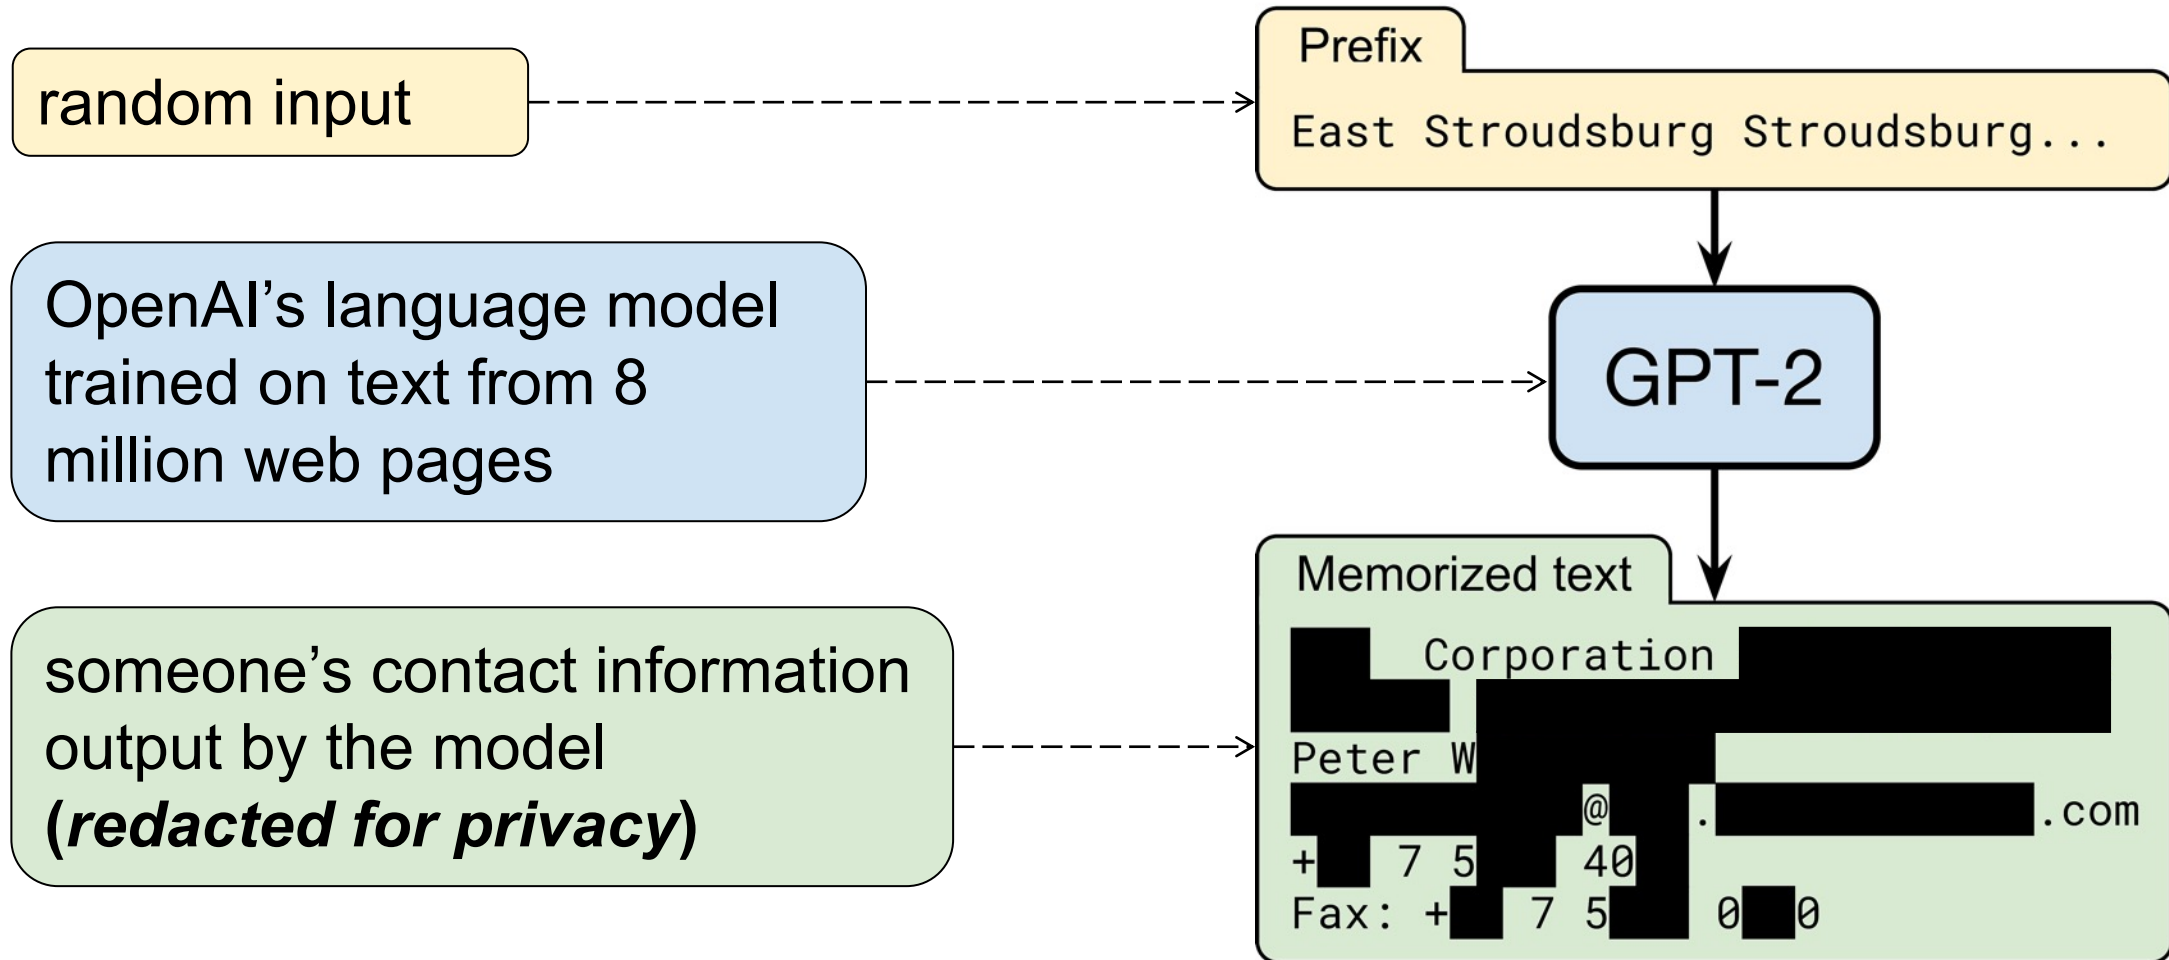 random input
Prefix
East Stroudsburg Stroudsburg...
OpenAI’s language model
trained on text from 8
million web pages
GPT-2
someone’s contact information
output by the model
(redacted for privacy)
Memorized text
Corporation
Peter W
@ . .com
+ 7 5 40
Fax: + 7 5 0 0